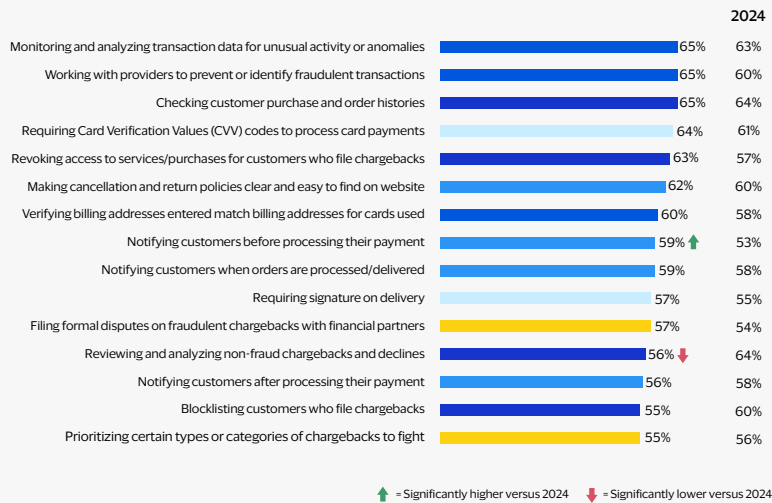 2024
Monitoring and analyzing transaction data for unusual activity or anomalies 65% 63%
Working with providers to prevent or identify fraudulent transactions 65% 60%
Checking customer purchase and order histories 65% 64%
Requiring Card Verification Values (CVV) codes to process card payments 64% 61%
Revoking access to services/purchases for customers who file chargebacks 63% 57%
Making cancellation and return policies clear and easy to find on website 62% 60%
Verifying billing addresses entered match billing addresses for cards used 60% 58%
Notifying customers before processing their payment 59% 53%
Notifying customers when orders are processed/delivered 59% 58%
Requiring signature on delivery 57% 55%
Filing formal disputes on fraudulent chargebacks with financial partners 57% 54%
Reviewing and analyzing non-fraud chargebacks and declines 56% 64%
Notifying customers after processing their payment 56% 58%
Blocklisting customers who file chargebacks 55% 60%
Prioritizing certain types or categories of chargebacks to fight 55% 56%
= Significantly higher versus 2024 = Significantly lower versus 2024